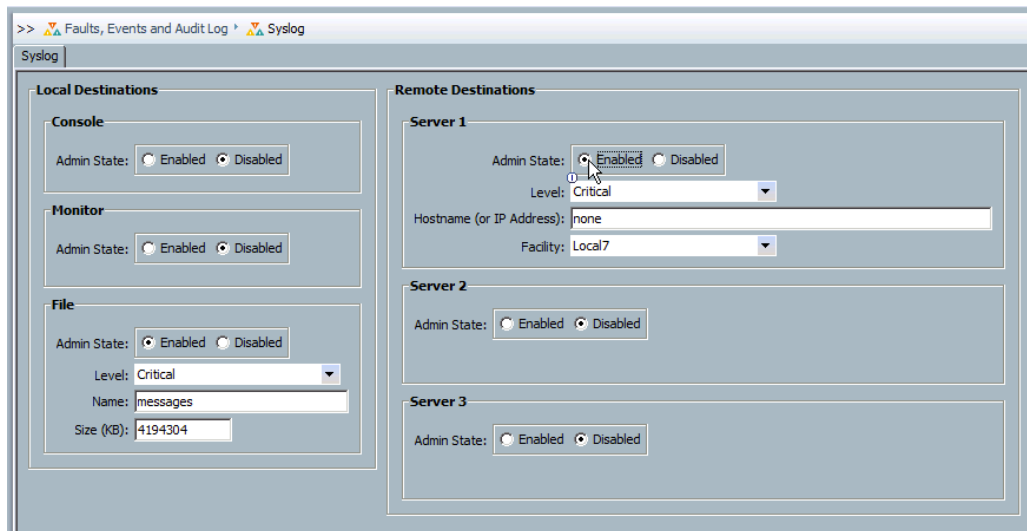 >> Faults, Events and Audit Log Syslog
Syslog
Local Destinations
Console
Admin State: Enabled Disabled
Monitor
Admin State: Enabled Disabled
File
Admin State: Enabled Disabled
Level: Critical
Name: messages
Size (KB): 4194304
Remote Destinations
Server 1
Admin State: Enabled Disabled
Level: Critical
Hostname (or IP Address): none
Facility: Local7
Server 2
Admin State: Enabled Disabled
Server 3
Admin State: Enabled Disabled